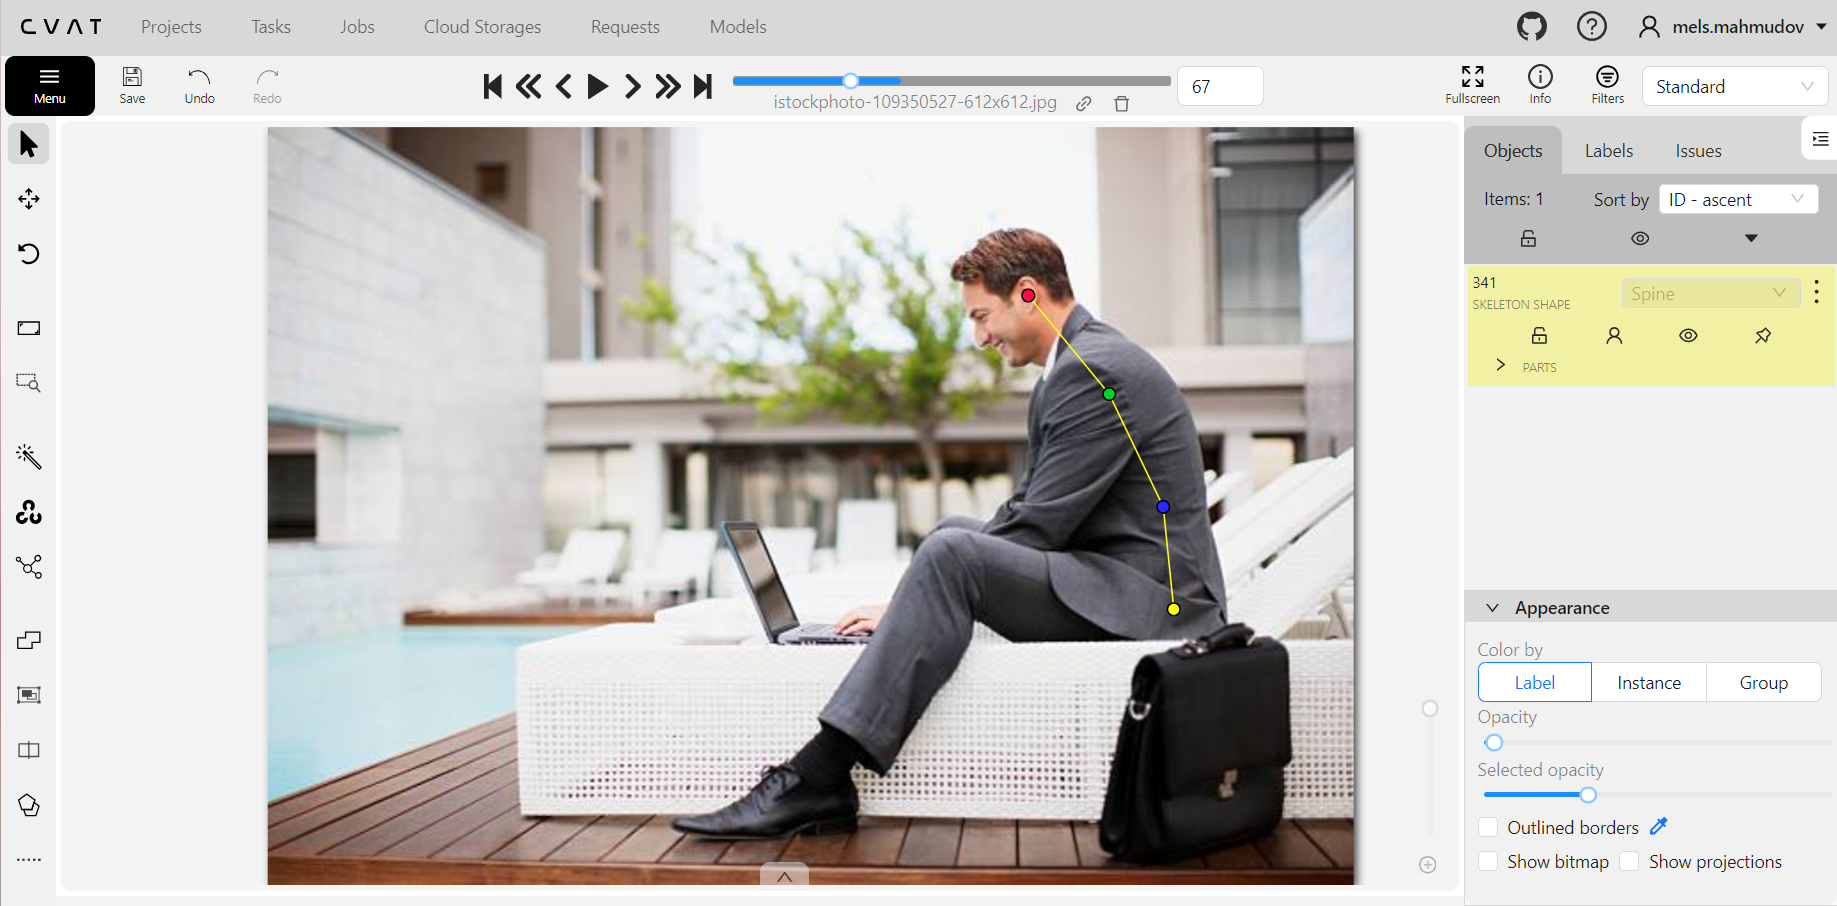 CVAT Projects Tasks Jobs Cloud Storages Requests Models mels.mahmudov
Menu Save Undo Redo 67 Fullscreen Info Filters Standard
istockphoto-109350527-612x612.jpg
Objects Labels Issues
Items: 1 Sort by ID - ascent
341
SKELETON SHAPE Spine
PARTS
Appearance
Color by
Label Instance Group
Opacity
Selected opacity
Outlined borders
Show bitmap Show projections